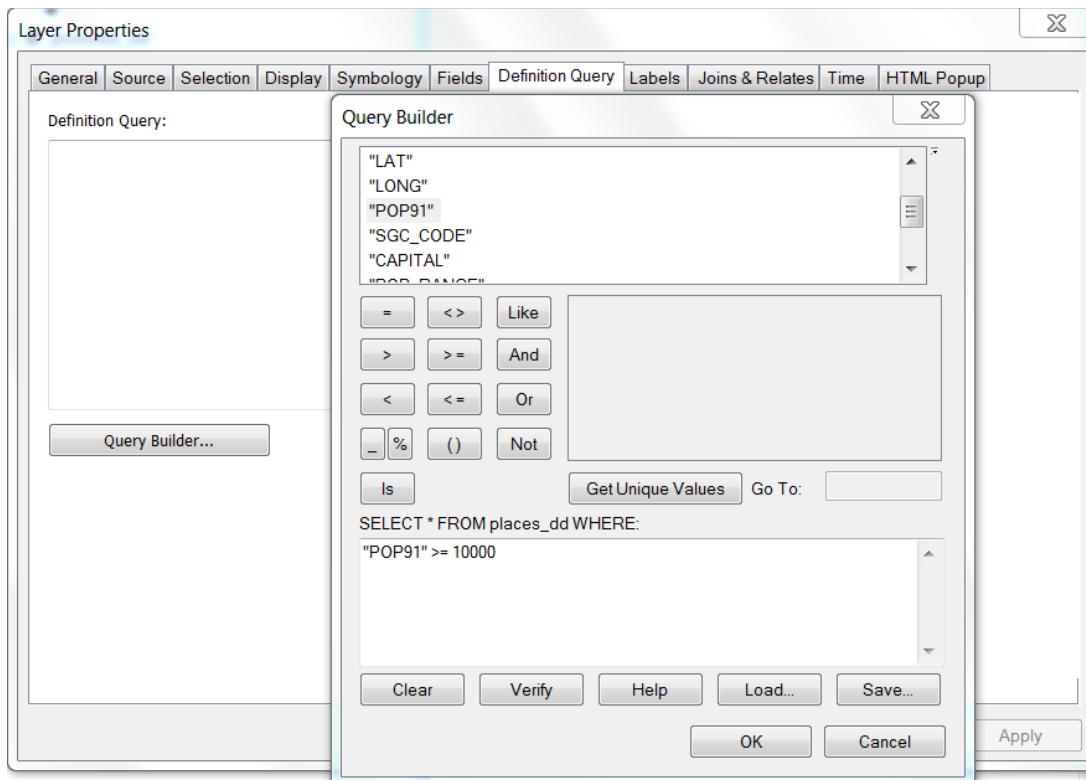 Layer Properties
General Source Selection Display Symbology Fields Definition Query Labels Joins & Relates Time HTML Popup
Definition Query:
Query Builder...
Query Builder
"LAT"
"LONG"
"POP91"
"SGC_CODE"
"CAPITAL"
"POP_RANGE"
= < > Like
> > = And
< < = Or
_ % ( ) Not
Is
Get Unique Values Go To:
SELECT * FROM places_dd WHERE:
"POP91" >= 10000
Clear Verify Help Load... Save...
OK Cancel
Apply